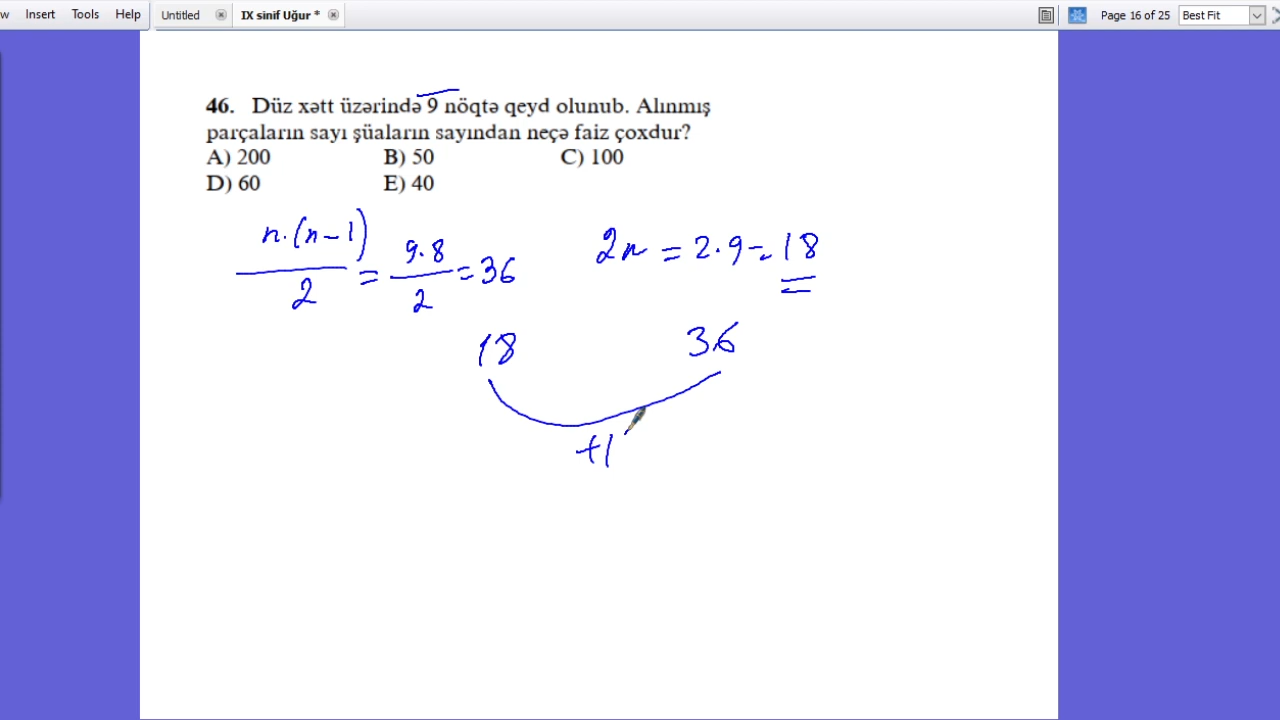 w Insert Tools Help Untitled IX sinif Uğur * Page 16 of 25 Best Fit
46. Düz xətt üzərində 9 nöqtə qeyd olunub. Alınmış
parçaların sayı şüaların sayından neçə faiz çoxdur?
A) 200 B) 50 C) 100
D) 60 E) 40
n·(n-1)/2 = 9·8/2 = 36 2n = 2·9 = 18
18 36
+1